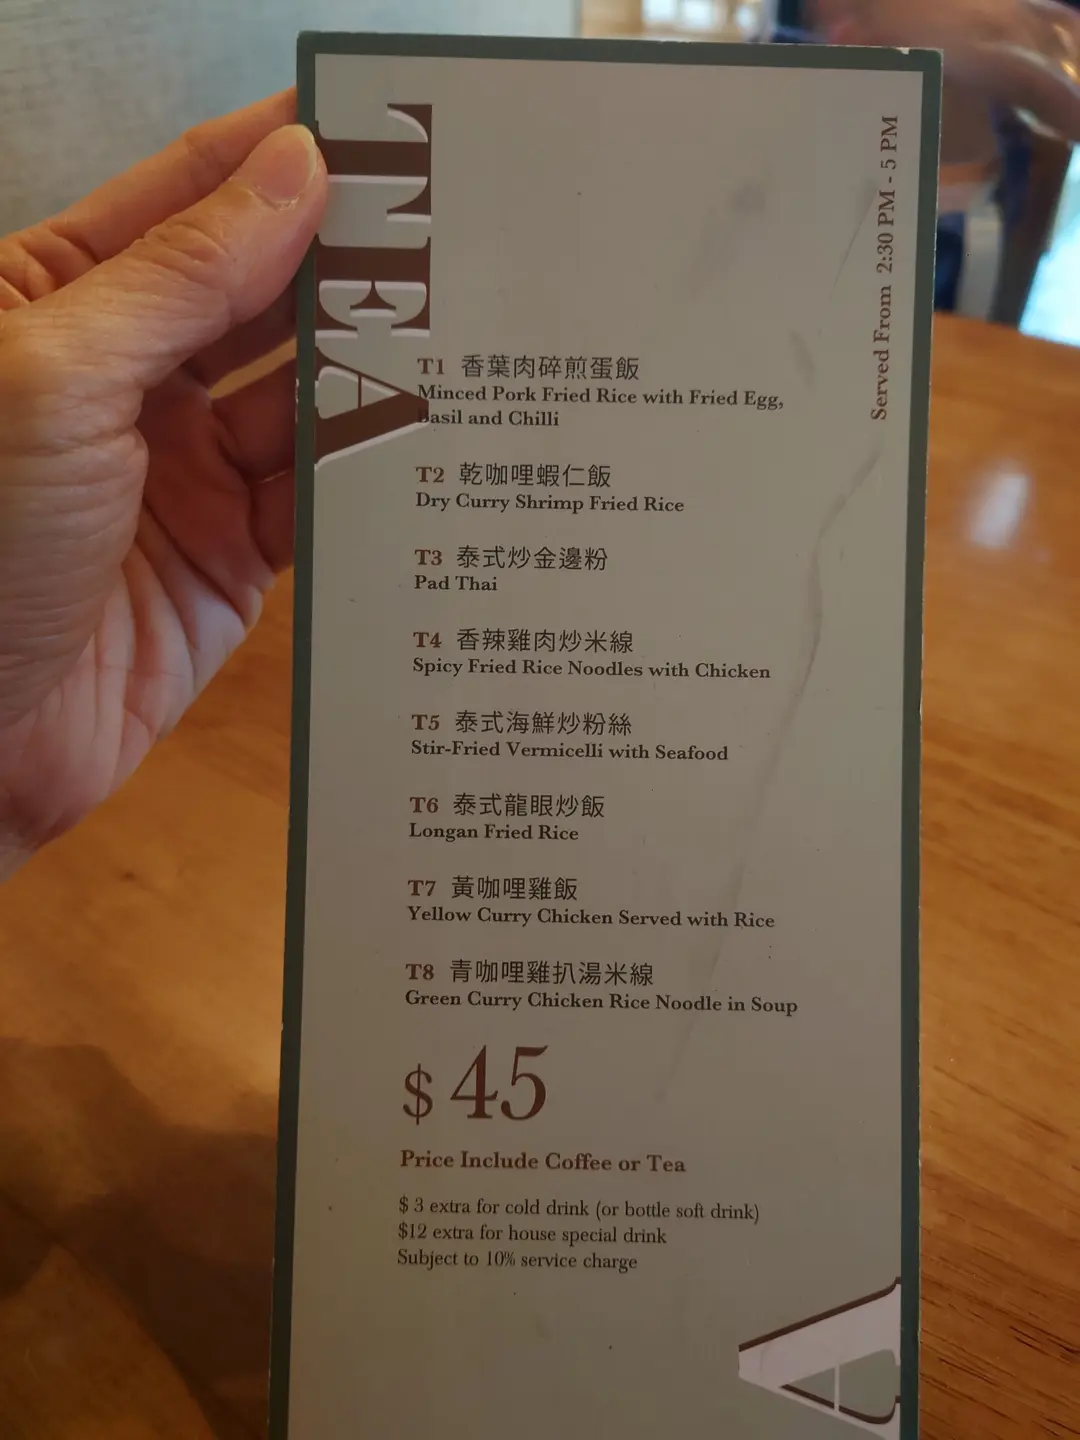 TEA
Served From 2:30 PM - 5 PM
T1 香葉肉碎煎蛋飯
Minced Pork Fried Rice with Fried Egg,
Basil and Chilli
T2 乾咖哩蝦仁飯
Dry Curry Shrimp Fried Rice
T3 泰式炒金邊粉
Pad Thai
T4 香辣雞肉炒米線
Spicy Fried Rice Noodles with Chicken
T5 泰式海鮮炒粉絲
Stir-Fried Vermicelli with Seafood
T6 泰式龍眼炒飯
Longan Fried Rice
T7 黃咖哩雞飯
Yellow Curry Chicken Served with Rice
T8 青咖哩雞扒湯米線
Green Curry Chicken Rice Noodle in Soup
$45
Price Include Coffee or Tea
$ 3 extra for cold drink (or bottle soft drink)
$12 extra for house special drink
Subject to 10% service charge
A